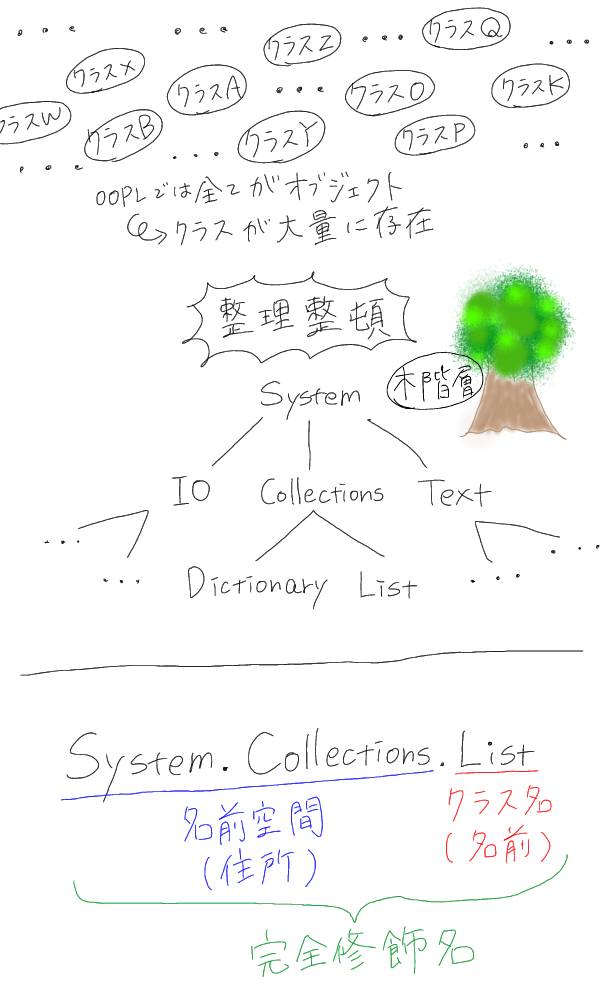 ... ... クラスZ ... クラスQ ...
クラスX クラスA ... クラスO クラスK
クラスW クラスB ... クラスY クラスP ...
...
OOPLでは全てがオブジェクト
クラスが大量に存在
整理整頓
System 木階層
IO Collections Text
... ...
... Dictionary List ...
System.Collections.List
名前空間 クラス名
(住所) (名前)
完全修飾名